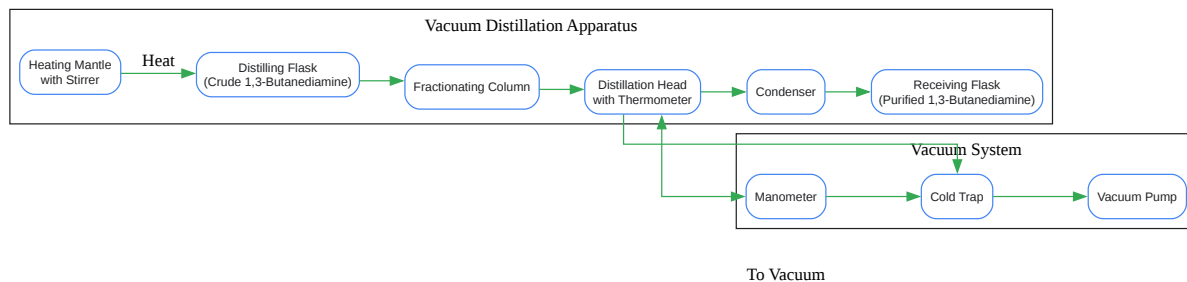 Vacuum Distillation Apparatus
Heating Mantle
with Stirrer
Heat
Distilling Flask
(Crude 1,3-Butanediamine)
Fractionating Column
Distillation Head
with Thermometer
Condenser
Receiving Flask
(Purified 1,3-Butanediamine)
Vacuum System
Manometer
Cold Trap
Vacuum Pump
To Vacuum